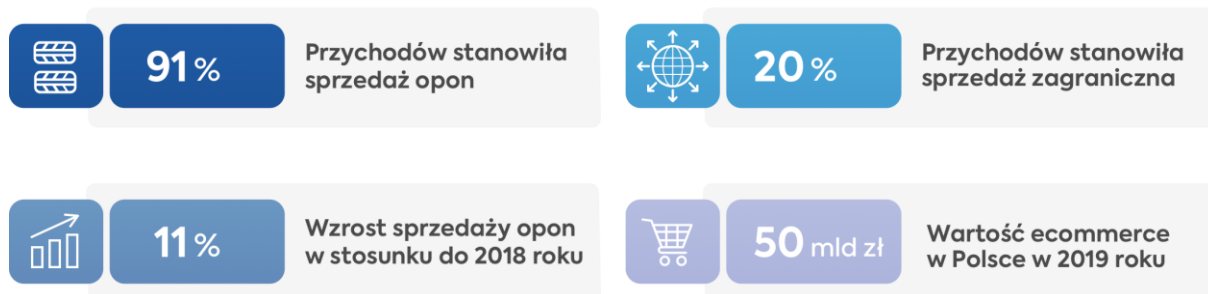 91 %
Przychodów stanowiła
sprzedaż opon
20 %
Przychodów stanowiła
sprzedaż zagraniczna
11 %
Wzrost sprzedaży opon
w stosunku do 2018 roku
50 mld zł
Wartość ecommerce
w Polsce w 2019 roku